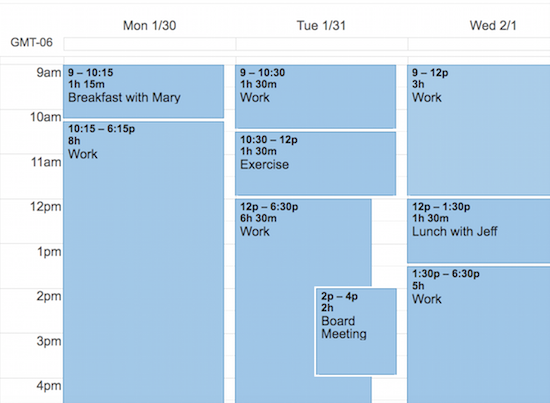 Mon 1/30
Tue 1/31
Wed 2/1
GMT-06
9am
10am
11am
12pm
1pm
2pm
3pm
4pm
9 – 10:15
1h 15m
Breakfast with Mary
10:15 – 6:15p
8h
Work
9 – 10:30
1h 30m
Work
10:30 – 12p
1h 30m
Exercise
12p – 6:30p
6h 30m
Work
2p – 4p
2h
Board
Meeting
9 – 12p
3h
Work
12p – 1:30p
1h 30m
Lunch with Jeff
1:30p – 6:30p
5h
Work